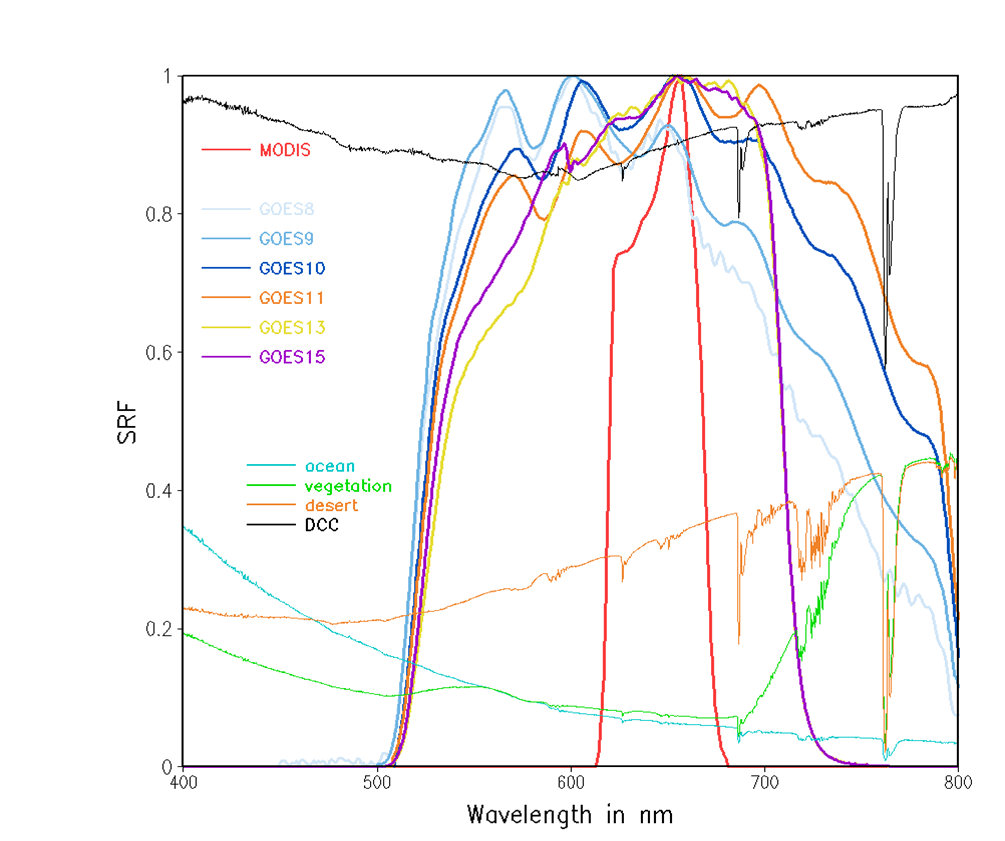 1
0.8
0.6
0.4
0.2
0
SRF
MODIS
GOES8
GOES9
GOES10
GOES11
GOES13
GOES15
ocean
vegetation
desert
DCC
400 500 600 700 800
Wavelength in nm